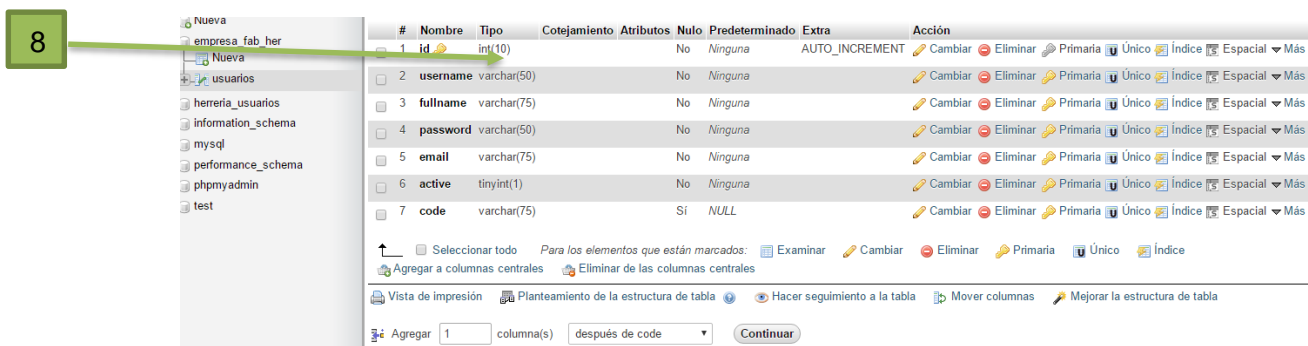 8
Nueva
empresa_fab_her
Nueva
usuarios
herreria_usuarios
information_schema
mysql
performance_schema
phpmyadmin
test
# Nombre Tipo Cotejamiento Atributos Nulo Predeterminado Extra Acción
1 id int(10) No Ninguna AUTO_INCREMENT Cambiar Eliminar Primaria Único Índice Espacial Más
2 username varchar(50) No Ninguna Cambiar Eliminar Primaria Único Índice Espacial Más
3 fullname varchar(75) No Ninguna Cambiar Eliminar Primaria Único Índice Espacial Más
4 password varchar(50) No Ninguna Cambiar Eliminar Primaria Único Índice Espacial Más
5 email varchar(75) No Ninguna Cambiar Eliminar Primaria Único Índice Espacial Más
6 active tinyint(1) No Ninguna Cambiar Eliminar Primaria Único Índice Espacial Más
7 code varchar(75) Sí NULL Cambiar Eliminar Primaria Único Índice Espacial Más
Seleccionar todo Para los elementos que están marcados: Examinar Cambiar Eliminar Primaria Único Índice
Agregar a columnas centrales Eliminar de las columnas centrales
Vista de impresión Planteamiento de la estructura de tabla Hacer seguimiento a la tabla Mover columnas Mejorar la estructura de tabla
Agregar 1 columna(s) después de code Continuar